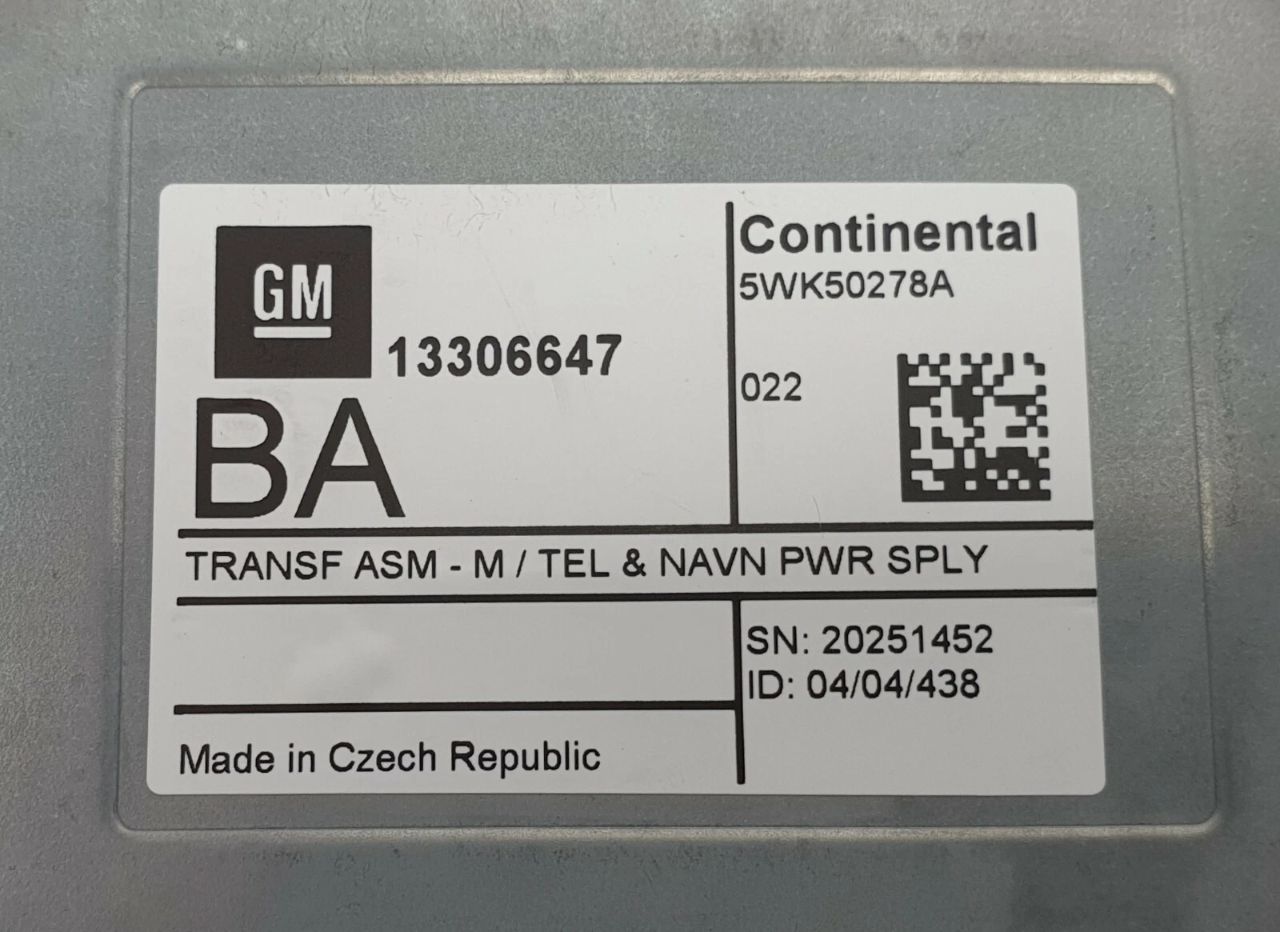 GM
13306647
BA
Continental
5WK50278A
022
TRANSF ASM - M / TEL & NAVN PWR SPLY
SN: 20251452
ID: 04/04/438
Made in Czech Republic